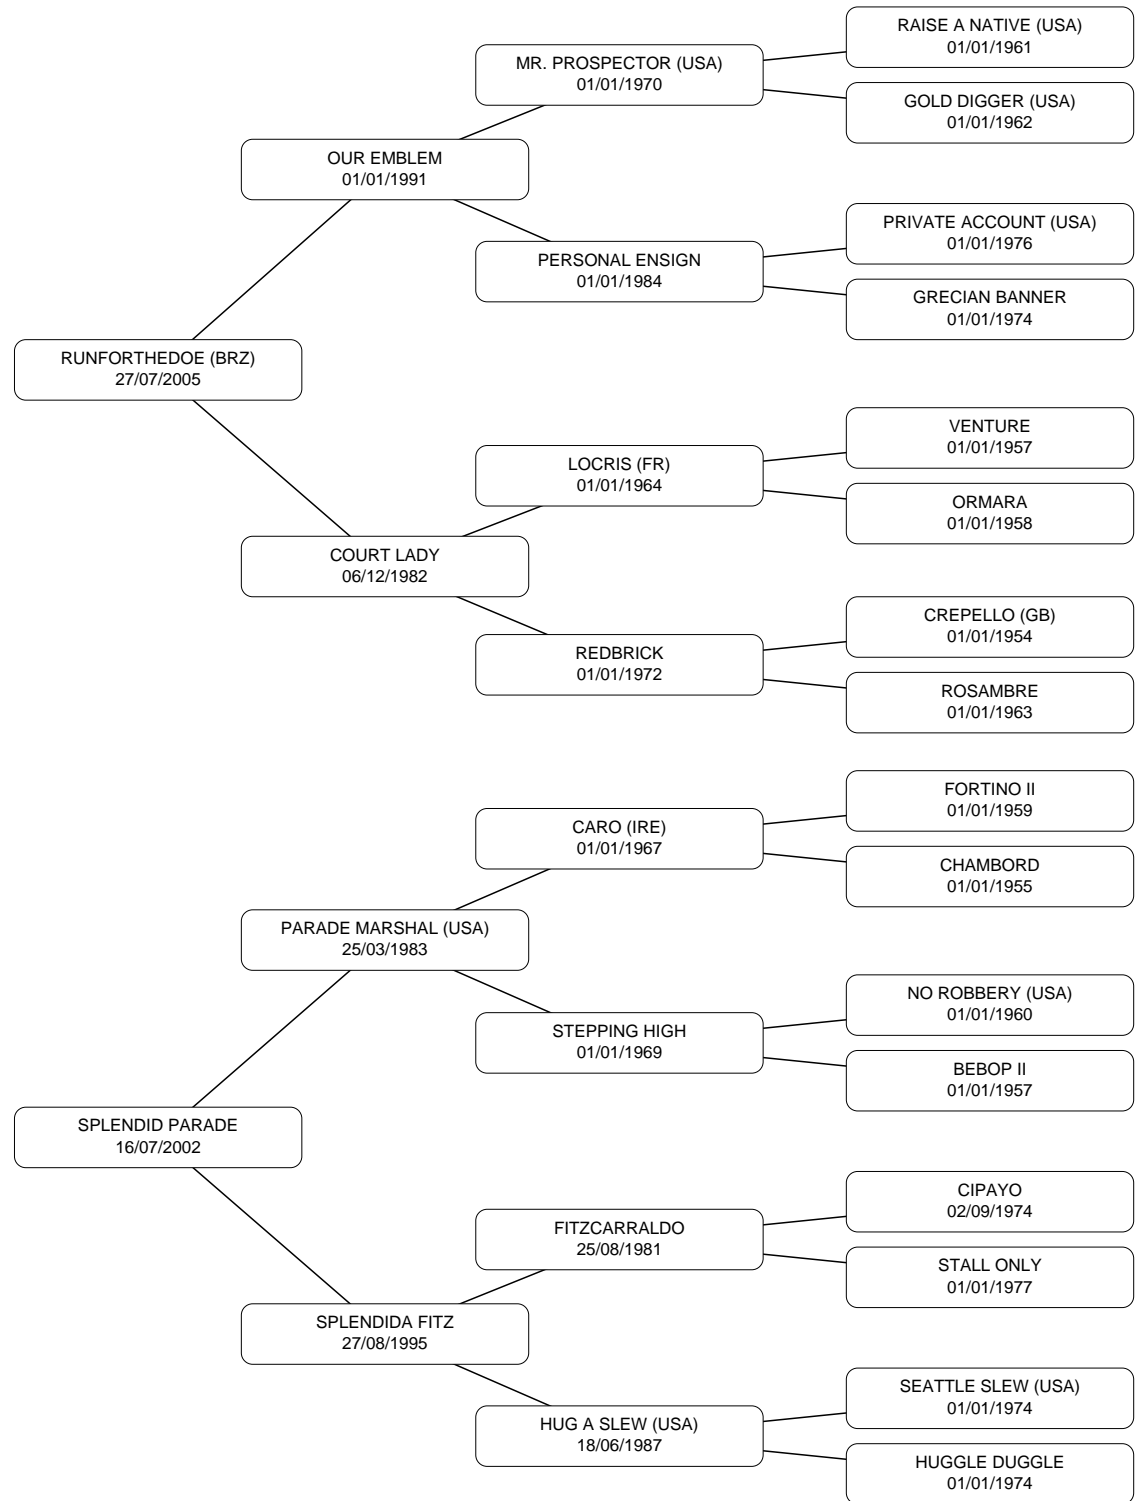 RAISE A NATIVE (USA)
01/01/1961
MR. PROSPECTOR (USA)
01/01/1970
GOLD DIGGER (USA)
01/01/1962
OUR EMBLEM
01/01/1991
PRIVATE ACCOUNT (USA)
01/01/1976
PERSONAL ENSIGN
01/01/1984
GRECIAN BANNER
01/01/1974
RUNFORTHEDOE (BRZ)
27/07/2005
VENTURE
01/01/1957
LOCRIS (FR)
01/01/1964
ORMARA
01/01/1958
COURT LADY
06/12/1982
CREPELLO (GB)
01/01/1954
REDBRICK
01/01/1972
ROSAMBRE
01/01/1963
FORTINO II
01/01/1959
CARO (IRE)
01/01/1967
CHAMBORD
01/01/1955
PARADE MARSHAL (USA)
25/03/1983
NO ROBBERY (USA)
01/01/1960
STEPPING HIGH
01/01/1969
BEBOP II
01/01/1957
SPLENDID PARADE
16/07/2002
CIPAYO
02/09/1974
FITZCARRALDO
25/08/1981
STALL ONLY
01/01/1977
SPLENDIDA FITZ
27/08/1995
SEATTLE SLEW (USA)
01/01/1974
HUG A SLEW (USA)
18/06/1987
HUGGLE DUGGLE
01/01/1974